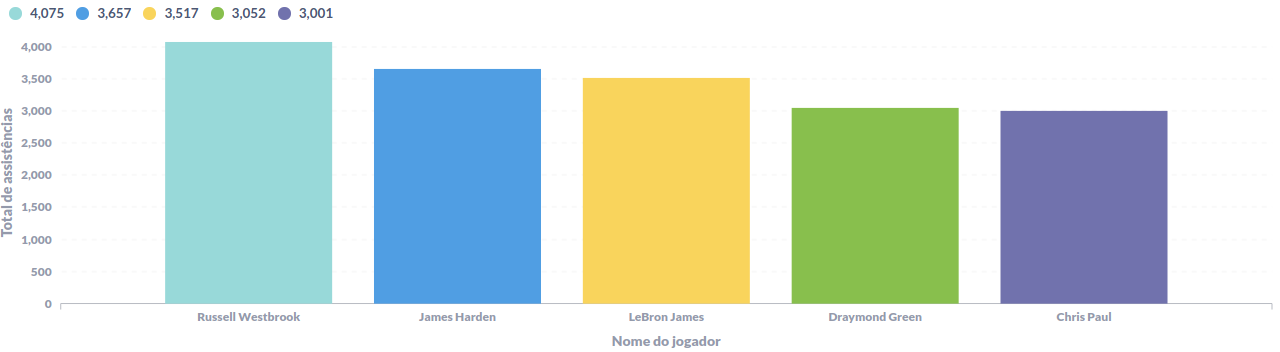 4,075 3,657 3,517 3,052 3,001
Total de assistências
4,000
3,500
3,000
2,500
2,000
1,500
1,000
500
0
Russell Westbrook James Harden LeBron James Draymond Green Chris Paul
Nome do jogador